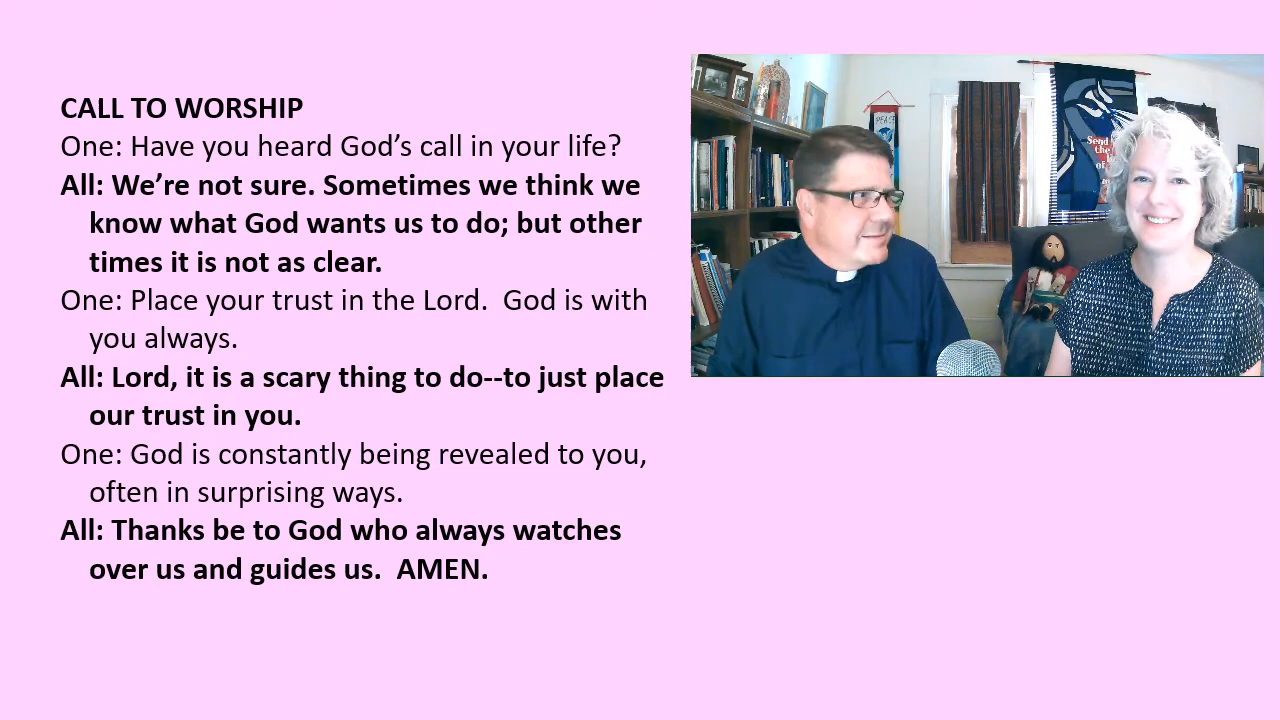 CALL TO WORSHIP
One: Have you heard God’s call in your life?
All: We’re not sure. Sometimes we think we
know what God wants us to do; but other
times it is not as clear.
One: Place your trust in the Lord.  God is with
you always.
All: Lord, it is a scary thing to do--to just place
our trust in you.
One: God is constantly being revealed to you,
often in surprising ways.
All: Thanks be to God who always watches
over us and guides us.  AMEN.
PEACE
Send
the
of